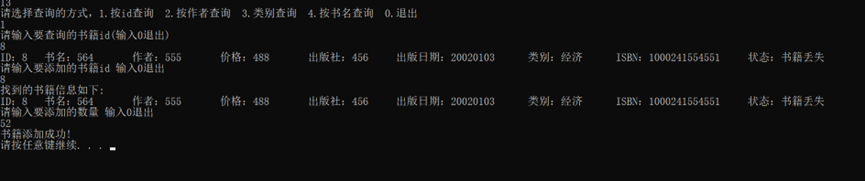 13
请选择查询的方式，1.按id查询  2.按作者查询  3.类别查询  4.按书名查询  0.退出
1
请输入要查询的书籍id(输入0退出)
8
ID: 8   书名: 564      作者: 555      价格: 488      出版社: 456    出版日期: 20020103     类别: 经济     ISBN: 1000241554551    状态: 书籍丢失
请输入要添加的书籍id 输入0退出
8
找到的书籍信息如下:
ID: 8   书名: 564      作者: 555      价格: 488      出版社: 456    出版日期: 20020103     类别: 经济     ISBN: 1000241554551    状态: 书籍丢失
请输入要添加的数量 输入0退出
52
书籍添加成功!
请按任意键继续. . .